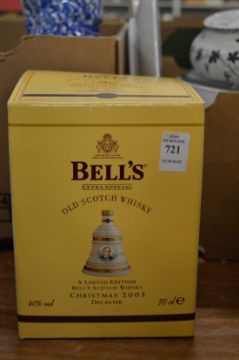 BELL'S
EXTRA SPECIAL
OLD SCOTCH WHISKY
721
A LIMITED EDITION
BELL'S SCOTCH WHISKY
CHRISTMAS 2003
DECANTER
40% vol
70 cl e